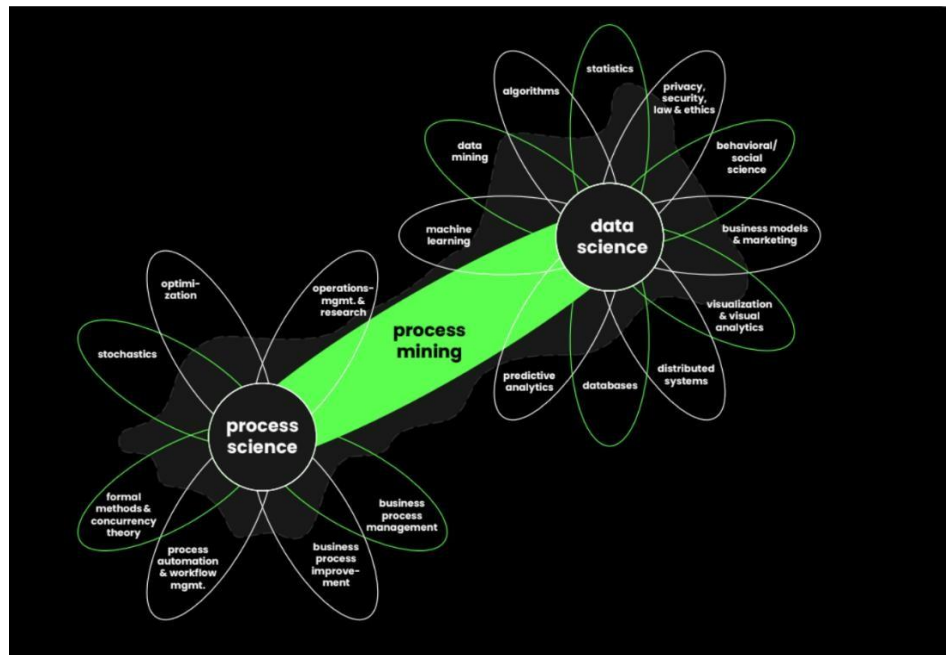 statistics
algorithms
privacy,
security,
law & ethics
data
mining
behavioral/
social
science
machine
learning
data
science
business models
& marketing
optimi-
zation
operations-
mgmt. &
research
process
mining
visualization
& visual
analytics
stochastics
predictive
analytics
databases
distributed
systems
process
science
formal
methods &
concurrency
theory
business
process
management
process
automation
& workflow
mgmt.
business
process
improve-
ment